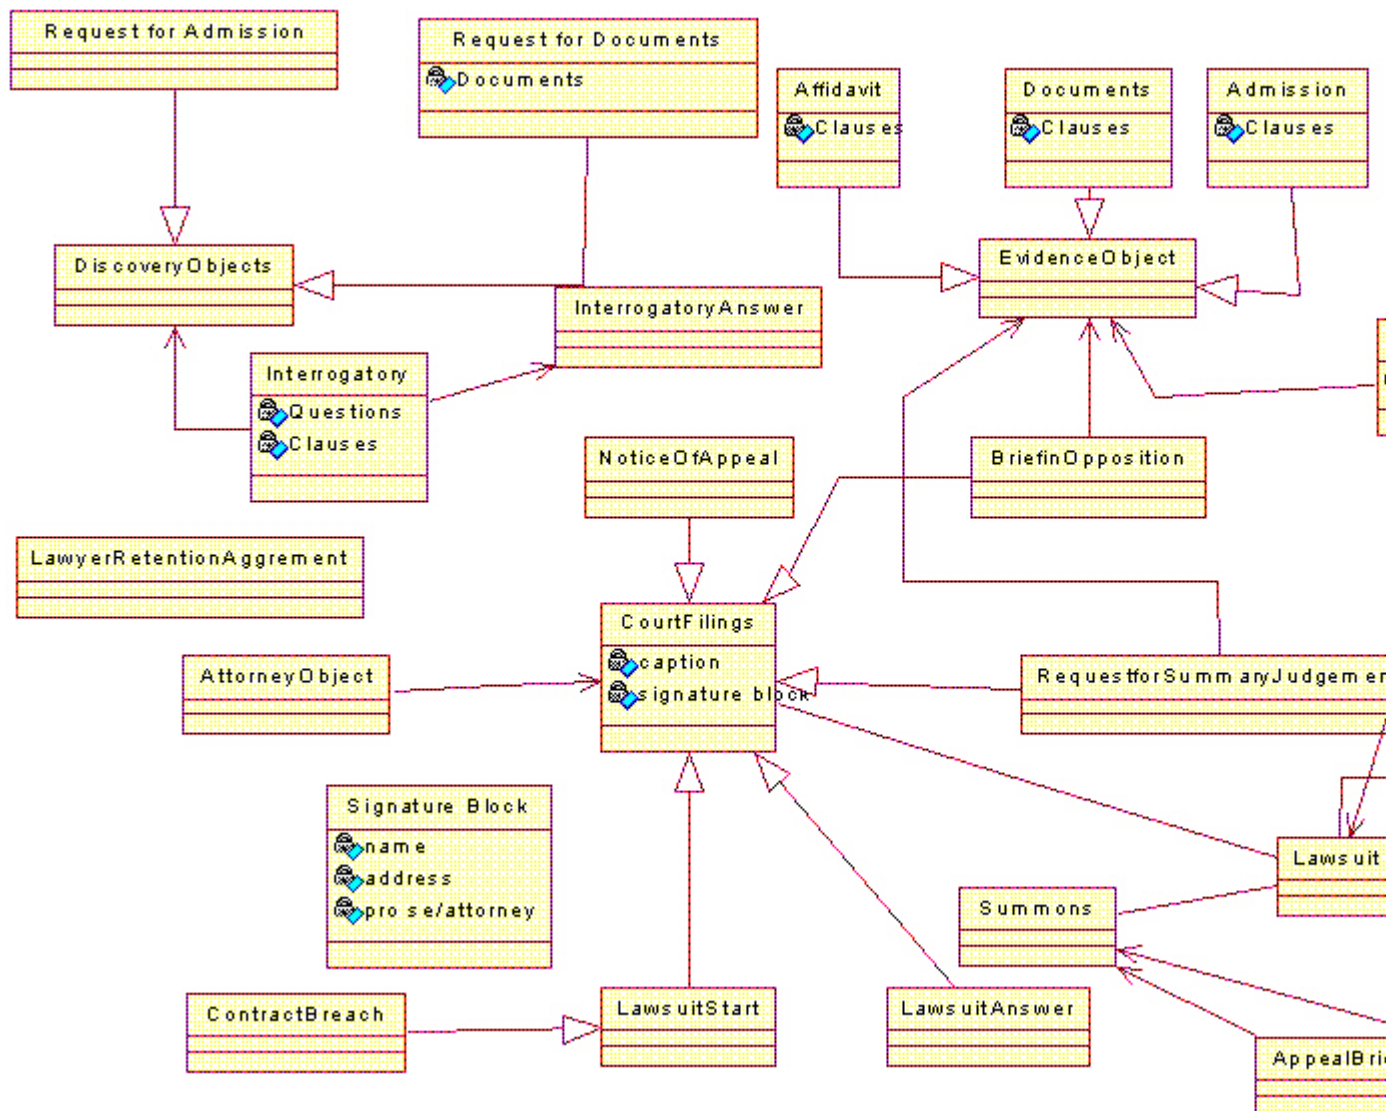 Request for Admission
Request for Documents
Documents
Affidavit
Clauses
Documents
Clauses
Admission
Clauses
DiscoveryObjects
EvidenceObject
InterrogatoryAnswer
Interrogatory
Questions
Clauses
NoticeOfAppeal
BriefinOpposition
LawyerRetentionAggrement
CourtFilings
caption
signature block
AttorneyObject
RequestforSummaryJudgemen
Signature Block
name
address
pro se/attorney
Lawsuit
Summons
ContractBreach
LawsuitStart
LawsuitAnswer
AppealBrie